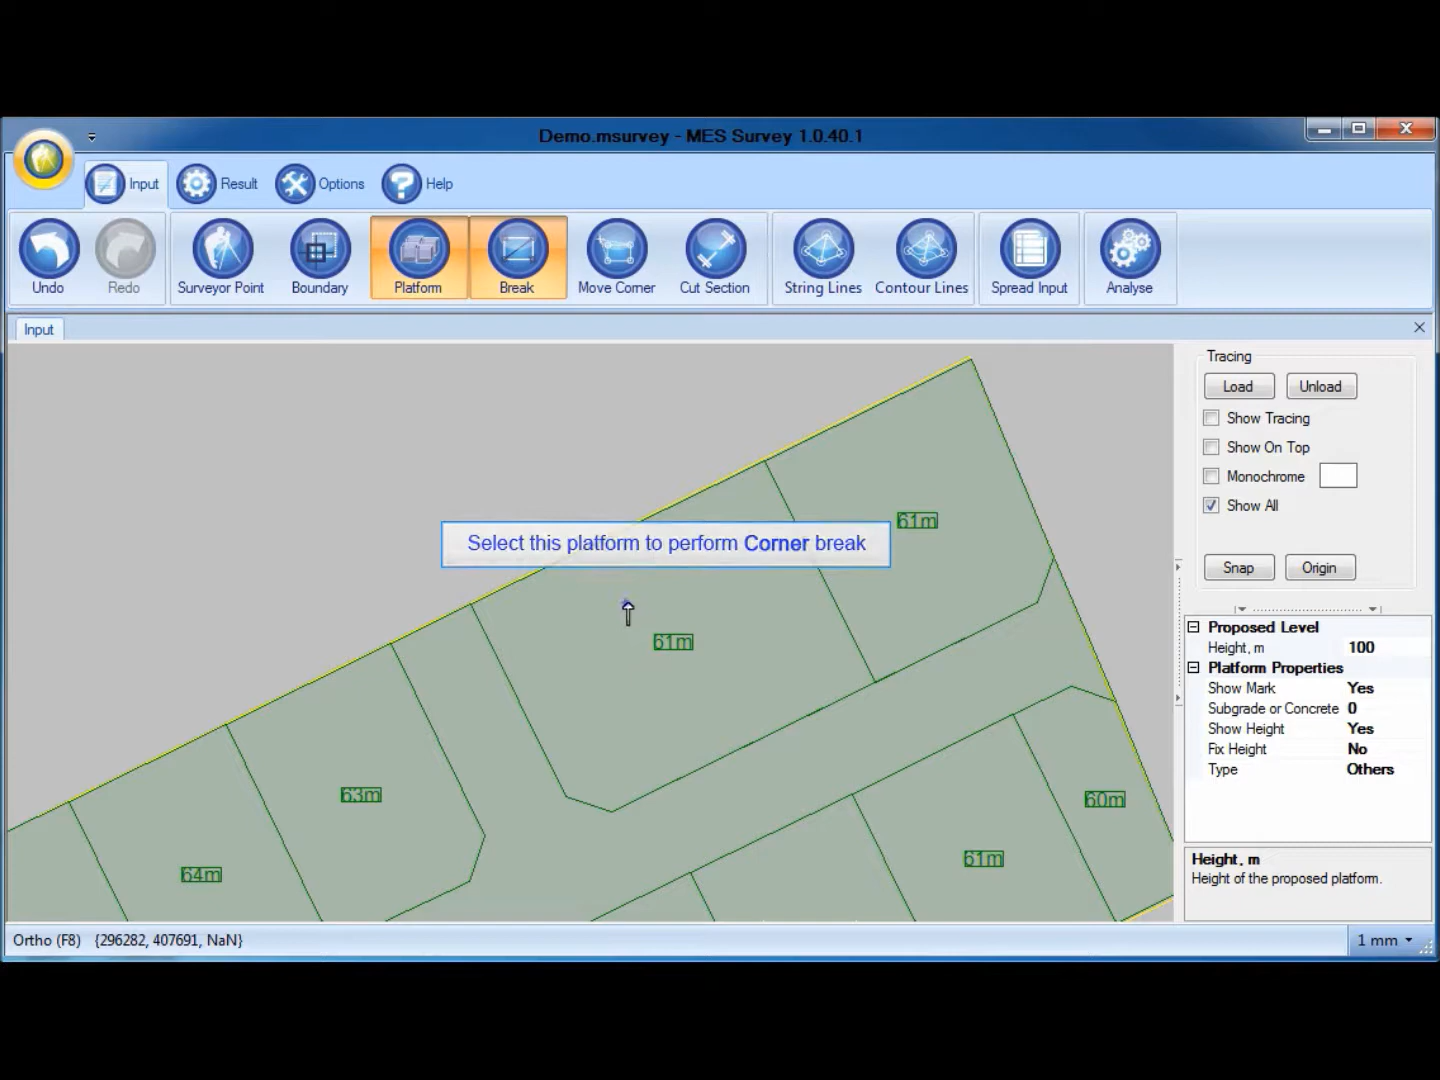 Demo.msurvey - MES Survey 1.0.40.1
Input
Result
Options
Help
Undo
Redo
Surveyor Point
Boundary
Platform
Break
Move Corner
Cut Section
String Lines
Contour Lines
Spread Input
Analyse
Input
Tracing
Load
Unload
Show Tracing
Show On Top
Monochrome
Show All
Snap
Origin
61m
Select this platform to perform Corner break
61m
63m
60m
61m
64m
Proposed Level
Height, m 100
Platform Properties
Show Mark Yes
Subgrade or Concrete 0
Show Height Yes
Fix Height No
Type Others
Height, m
Height of the proposed platform.
Ortho (F8) {296282, 407691, NaN}
1 mm